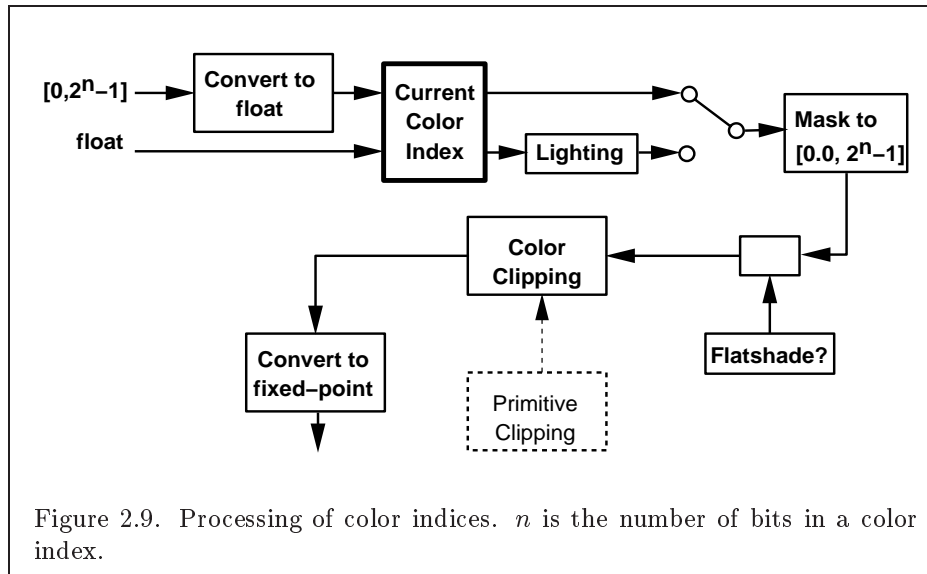 [0,2ⁿ–1]
Convert to
float
float
Current
Color
Index
Lighting
Mask to
[0.0, 2ⁿ–1]
Color
Clipping
Flatshade?
Convert to
fixed–point
Primitive
Clipping
Figure 2.9. Processing of color indices. n is the number of bits in a color
index.